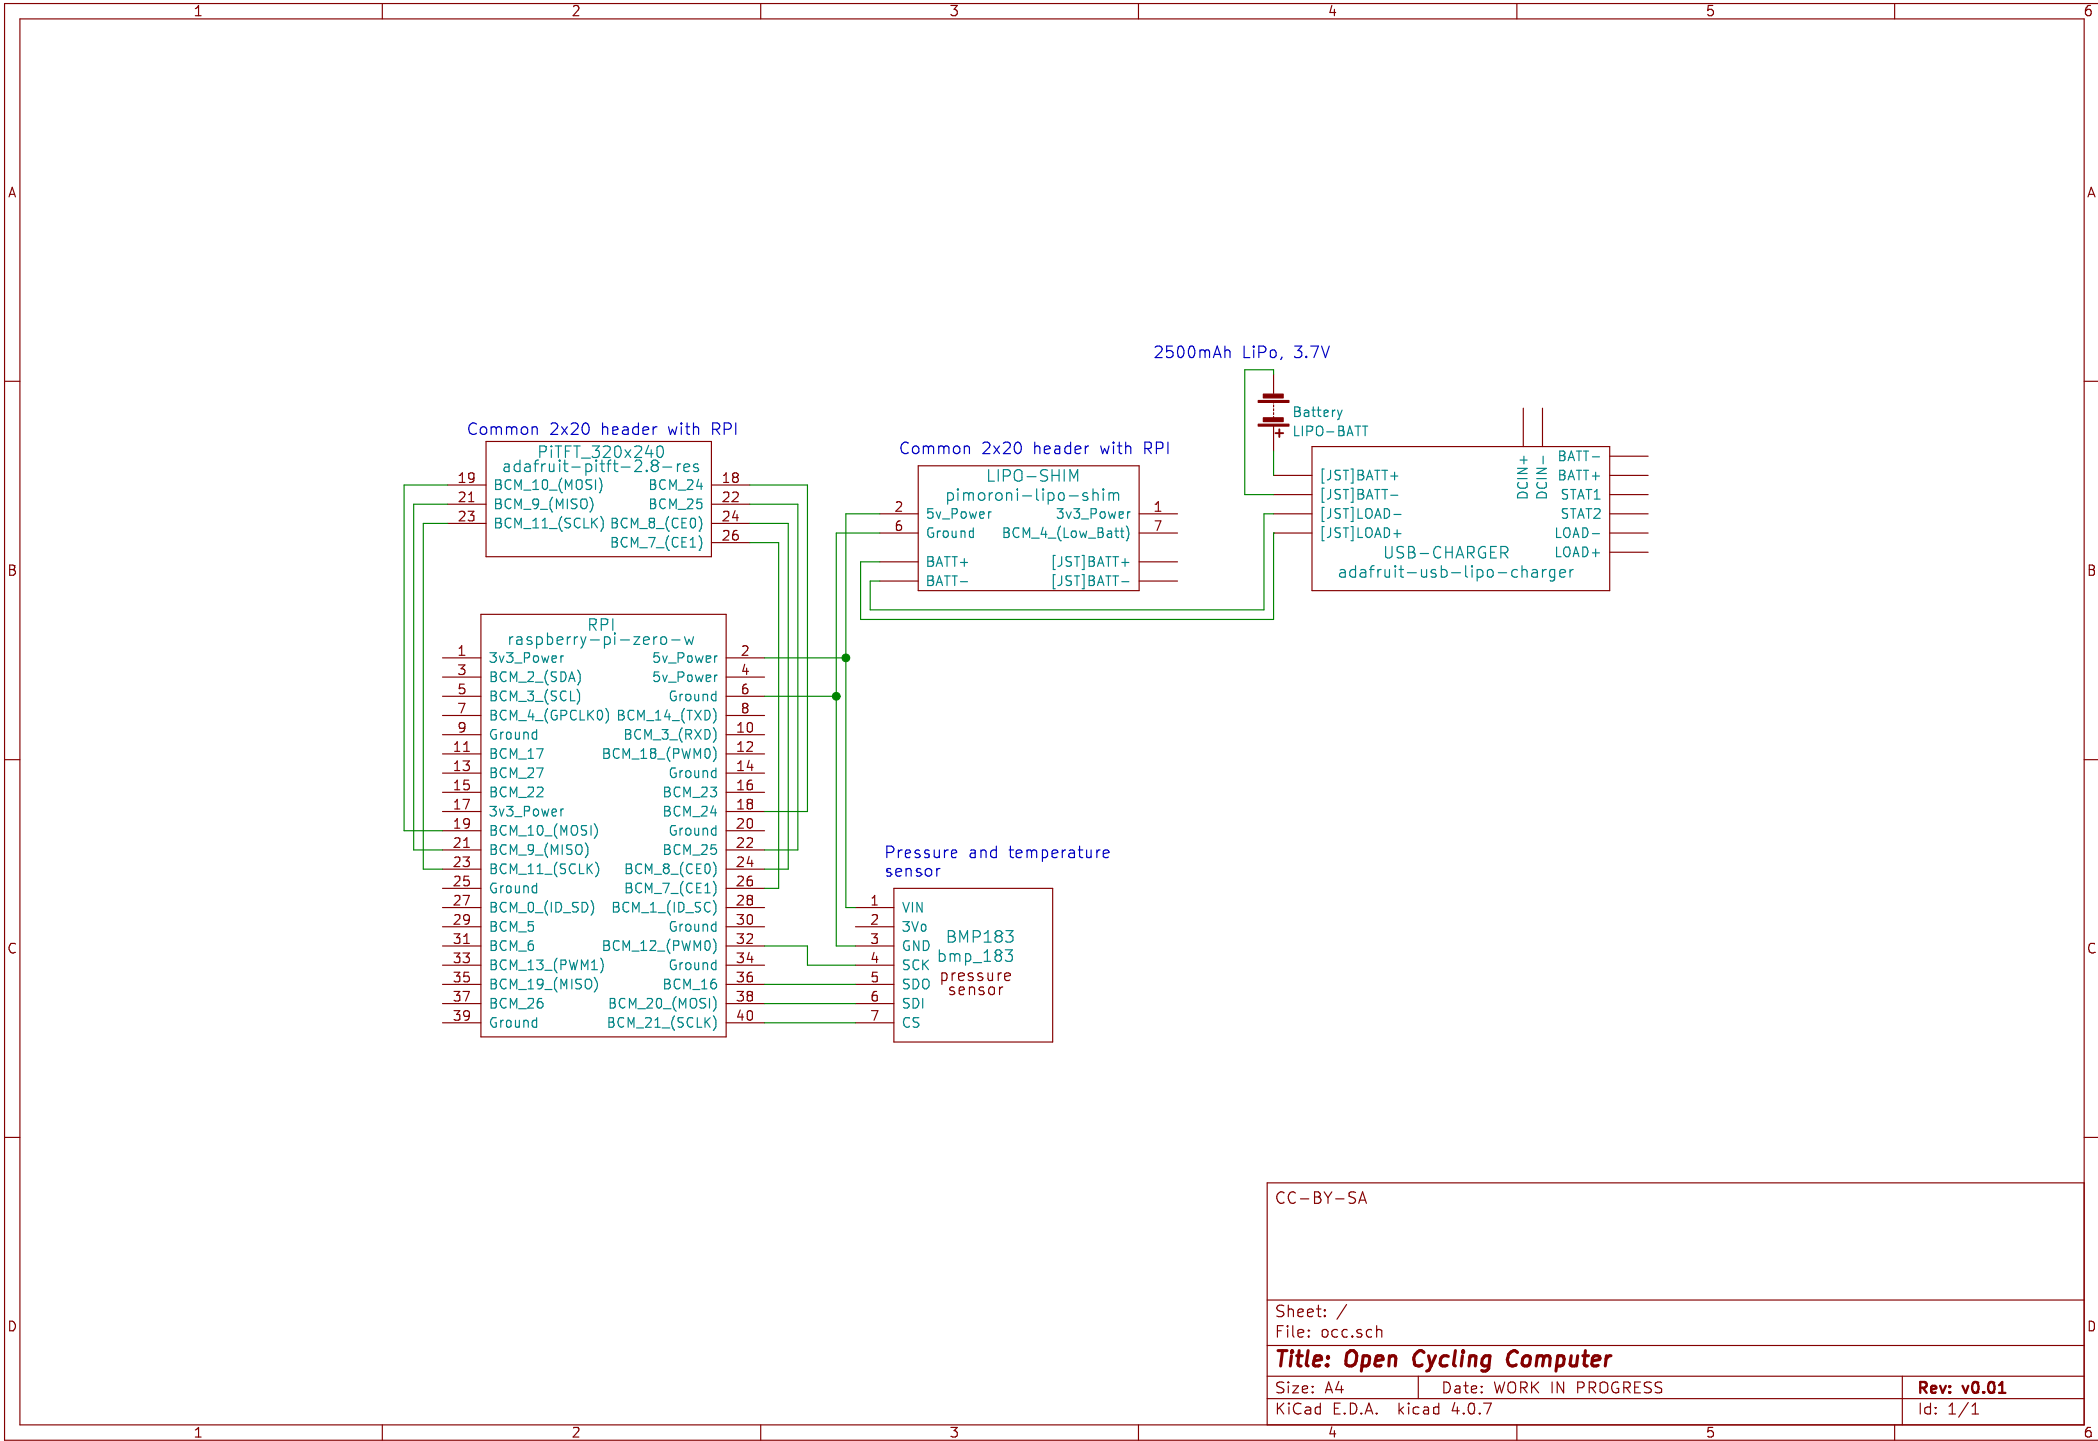 1 2 3 4 5 6
A A
2500mAh LiPo, 3.7V
Battery
LIPO-BATT
+
Common 2x20 header with RPI
PiTFT_320x240
adafruit-pitft-2.8-res
19 BCM_10_(MOSI) BCM_24 18
21 BCM_9_(MISO) BCM_25 22
23 BCM_11_(SCLK) BCM_8_(CE0) 24
BCM_7_(CE1) 26
Common 2x20 header with RPI
LIPO-SHIM
pimoroni-lipo-shim
2 5v_Power 3v3_Power 1
6 Ground BCM_4_(Low_Batt) 7
BATT+ [JST]BATT+
BATT- [JST]BATT-
DCIN+
DCIN-
BATT-
[JST]BATT+ BATT+
[JST]BATT- STAT1
[JST]LOAD- STAT2
[JST]LOAD+ LOAD-
USB-CHARGER LOAD+
adafruit-usb-lipo-charger
B B
RPI
raspberry-pi-zero-w
1 3v3_Power 5v_Power 2
3 BCM_2_(SDA) 5v_Power 4
5 BCM_3_(SCL) Ground 6
7 BCM_4_(GPCLK0) BCM_14_(TXD) 8
9 Ground BCM_3_(RXD) 10
11 BCM_17 BCM_18_(PWM0) 12
13 BCM_27 Ground 14
15 BCM_22 BCM_23 16
17 3v3_Power BCM_24 18
19 BCM_10_(MOSI) Ground 20
21 BCM_9_(MISO) BCM_25 22
23 BCM_11_(SCLK) BCM_8_(CE0) 24
25 Ground BCM_7_(CE1) 26
27 BCM_0_(ID_SD) BCM_1_(ID_SC) 28
29 BCM_5 Ground 30
31 BCM_6 BCM_12_(PWM0) 32
33 BCM_13_(PWM1) Ground 34
35 BCM_19_(MISO) BCM_16 36
37 BCM_26 BCM_20_(MOSI) 38
39 Ground BCM_21_(SCLK) 40
Pressure and temperature
sensor
1 VIN
2 3Vo
3 GND
4 SCK
5 SDO
6 SDI
7 CS
BMP183
bmp_183
pressure
sensor
C C
CC-BY-SA
Sheet: /
File: occ.sch
Title: Open Cycling Computer
Size: A4 Date: WORK IN PROGRESS Rev: v0.01
KiCad E.D.A. kicad 4.0.7 Id: 1/1
D D
1 2 3 4 5 6